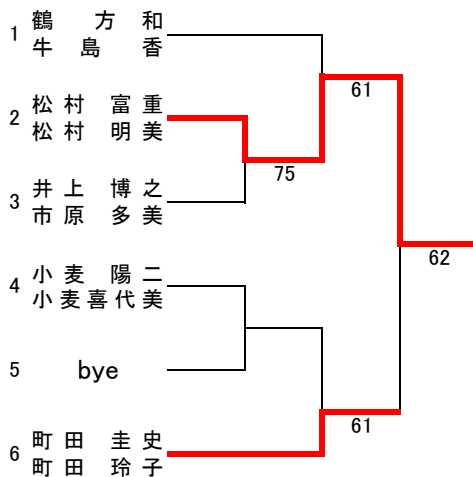 1 鶴 方 和
牛 島 香
61
2 松 村 富 重
松 村 明 美
75
3 井 上 博 之
市 原 多 美
62
4 小 麦 陽 二
小 麦 喜 代 美
5 bye
61
6 町 田 圭 史
町 田 玲 子